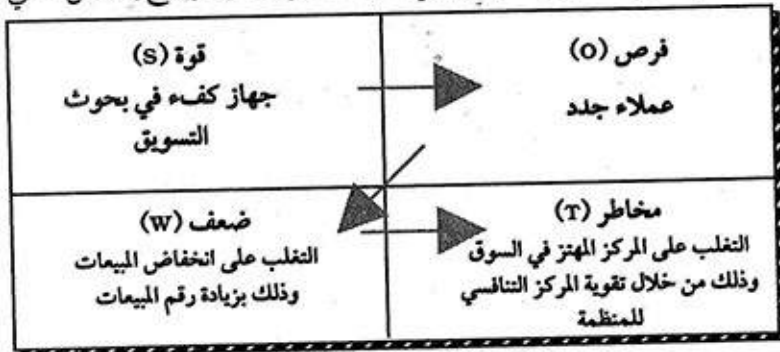 قوة (S)
جهاز كفء في بحوث
التسويق
فرص (O)
عملاء جدد
ضعف (W)
التغلب على انخفاض المبيعات
وذلك بزيادة رقم المبيعات
مخاطر (T)
التغلب على المركز المهتز في السوق
وذلك من خلال تقوية المركز التنافسي
للمنظمة